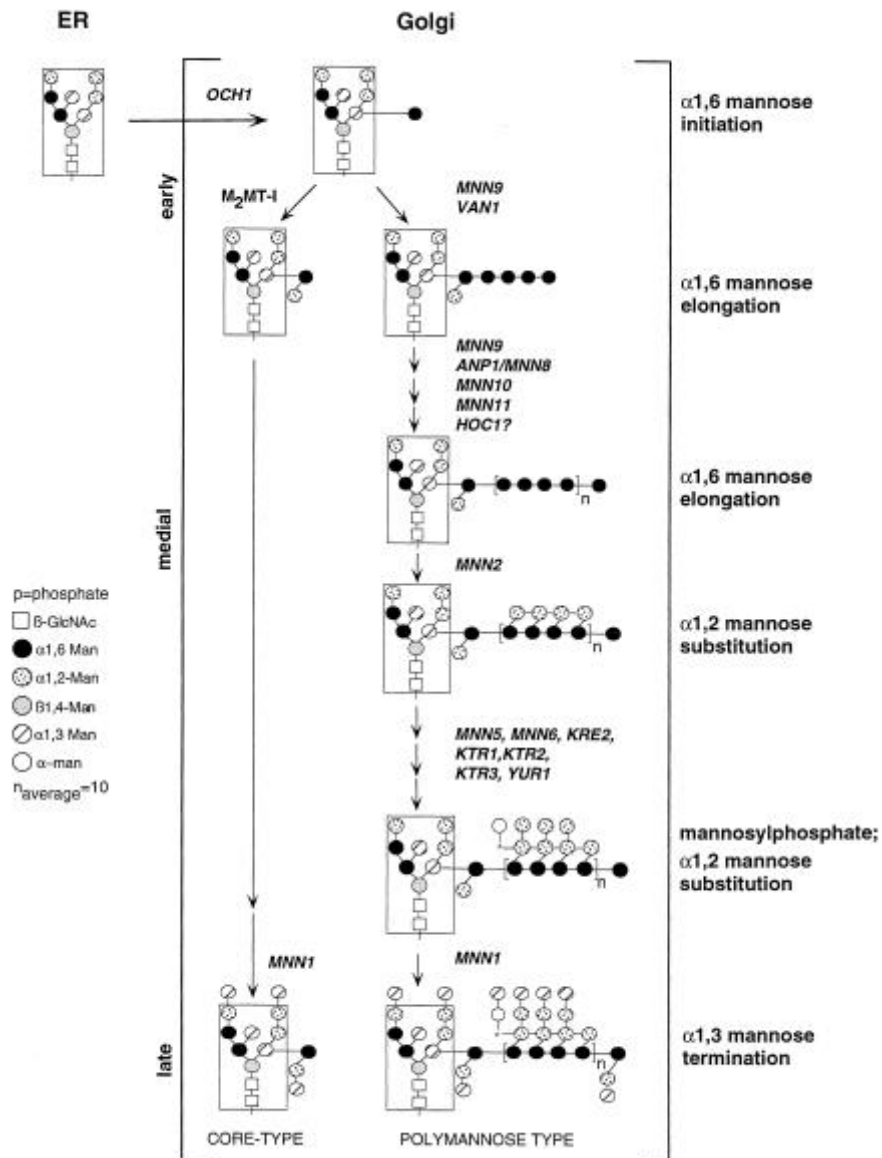 ER
Golgi
OCH1
α1,6 mannose
initiation
early
M2MT-I
MNN9
VAN1
α1,6 mannose
elongation
MNN9
ANP1/MNN8
MNN10
MNN11
HOC1?
n
α1,6 mannose
elongation
medial
MNN2
p=phosphate
β-GlcNAc
α1,6 Man
α1,2-Man
β1,4-Man
α1,3 Man
α-man
naverage=10
n
α1,2 mannose
substitution
MNN5, MNN6, KRE2,
KTR1,KTR2,
KTR3, YUR1
n
mannosylphosphate;
α1,2 mannose
substitution
MNN1
MNN1
late
n
α1,3 mannose
termination
CORE-TYPE
POLYMANNOSE TYPE